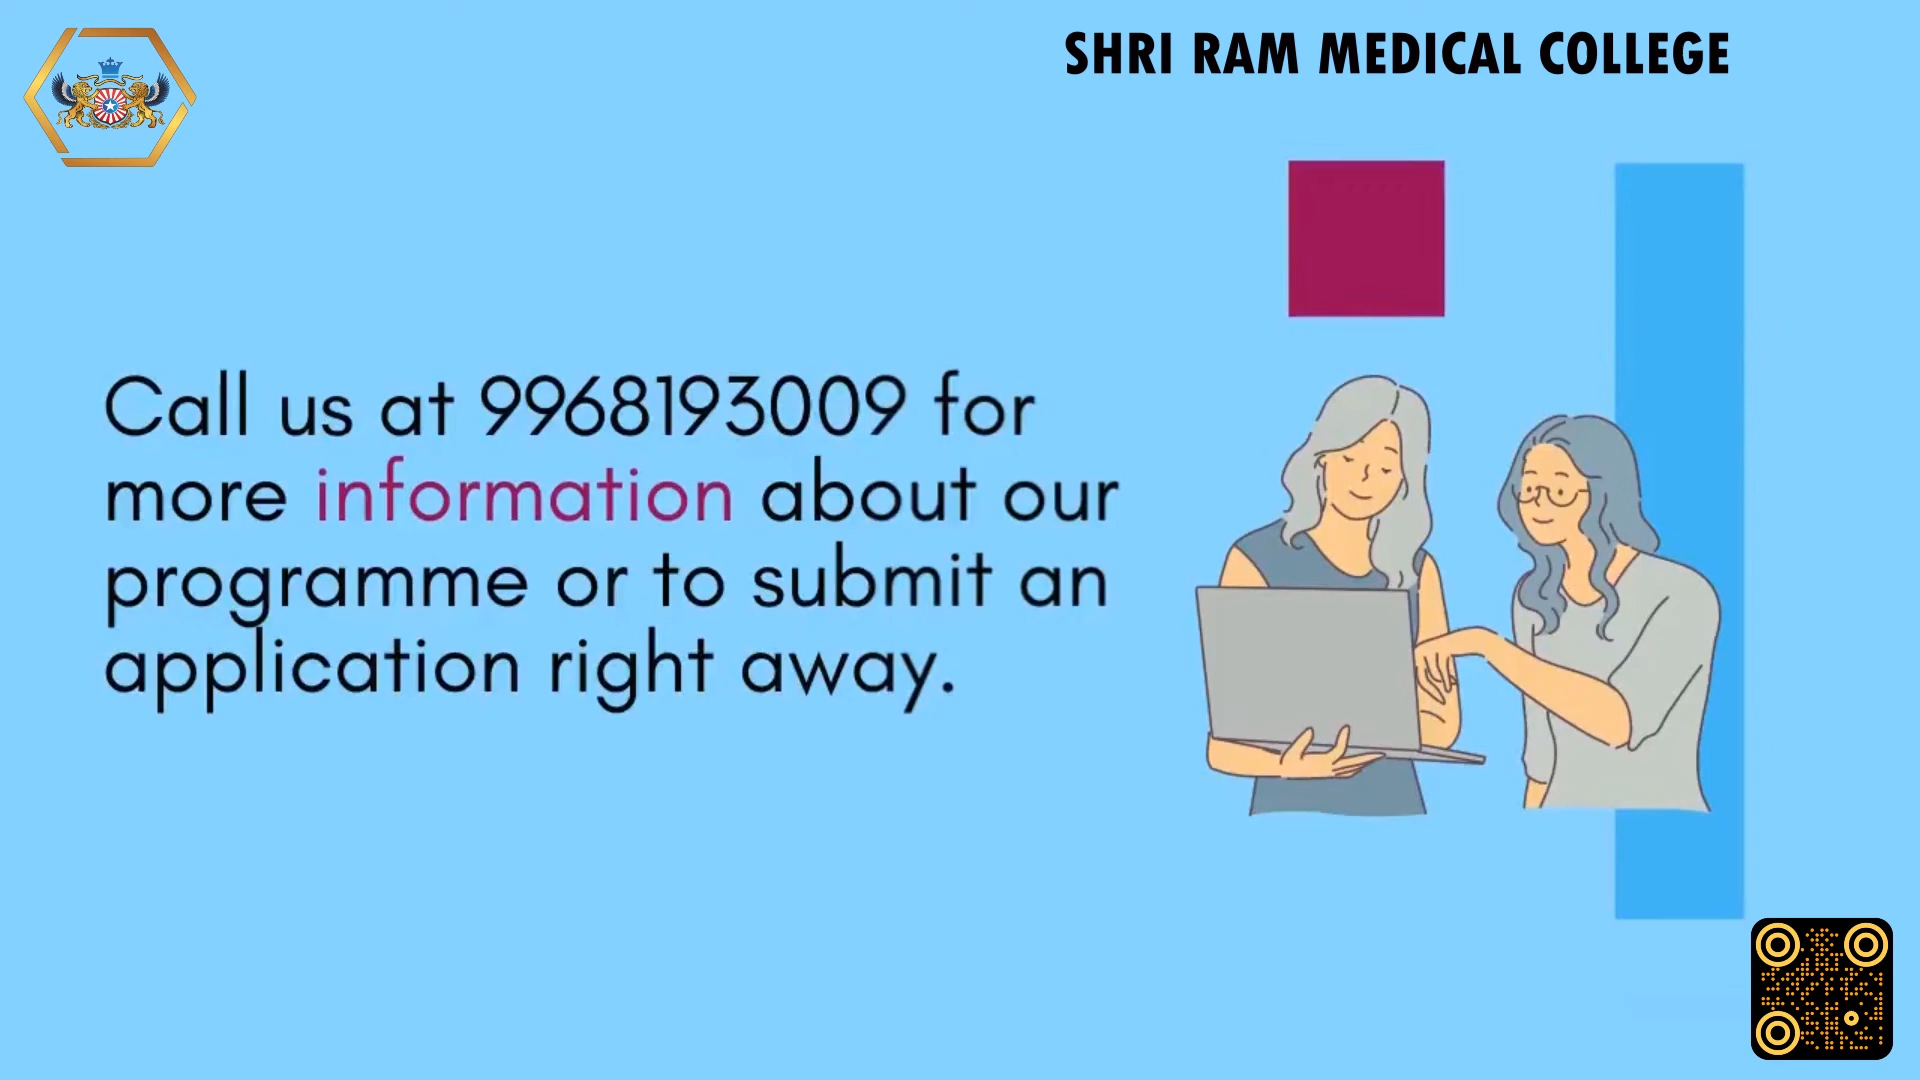 SHRI RAM MEDICAL COLLEGE
Call us at 9968193009 for
more information about our
programme or to submit an
application right away.